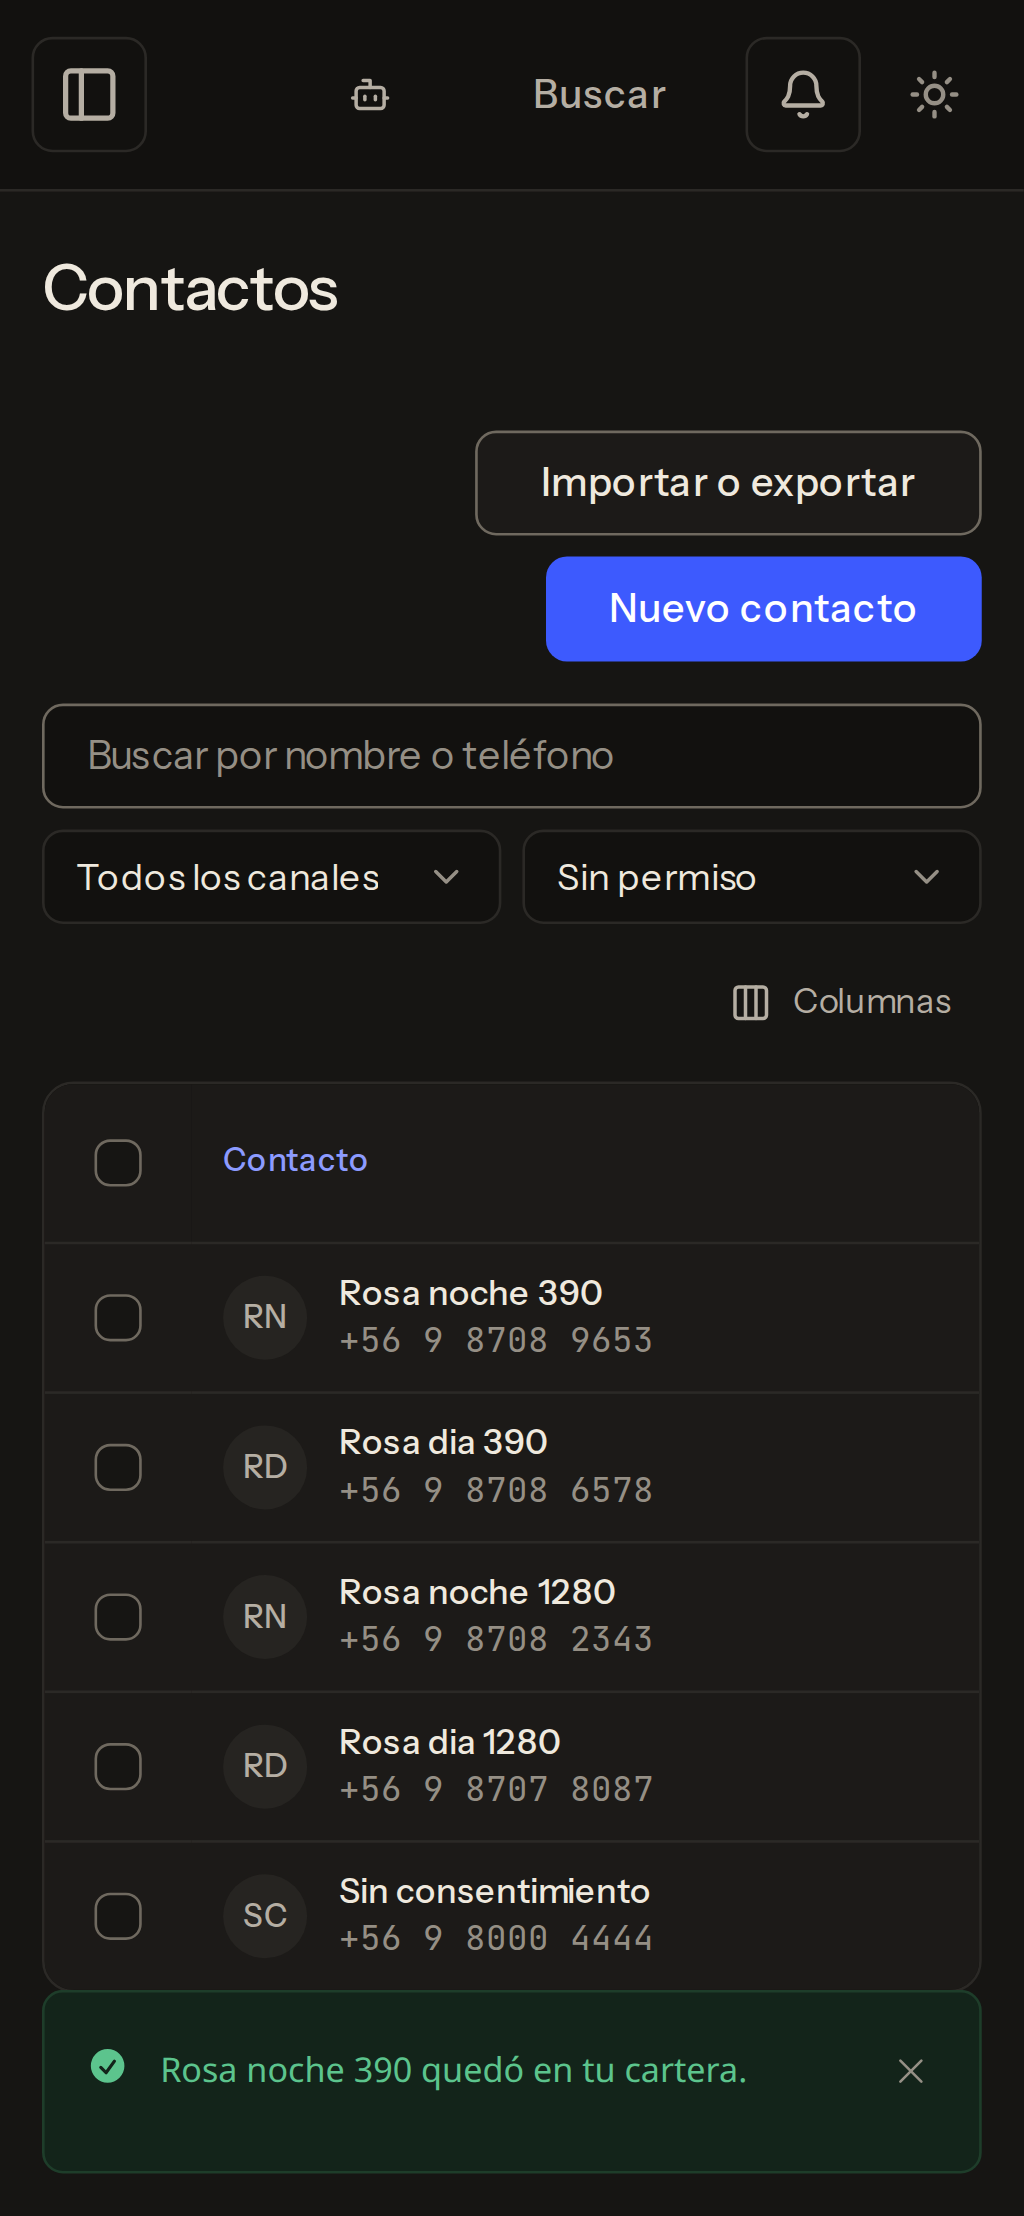 Buscar
Contactos
Importar o exportar
Nuevo contacto
Buscar por nombre o teléfono
Todos los canales
Sin permiso
Columnas
Contacto
RN
Rosa noche 390
+56 9 8708 9653
RD
Rosa dia 390
+56 9 8708 6578
RN
Rosa noche 1280
+56 9 8708 2343
RD
Rosa dia 1280
+56 9 8707 8087
SC
Sin consentimiento
+56 9 8000 4444
Rosa noche 390 quedó en tu cartera.